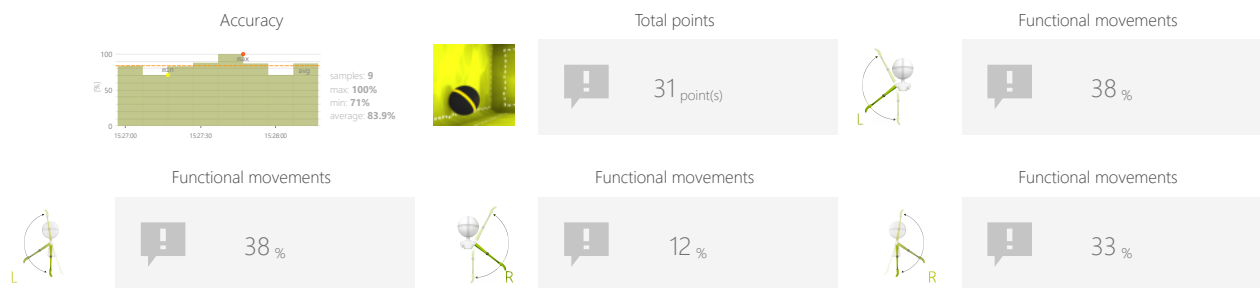 Accuracy
Total points
Functional movements
100
50
0
[%]
min
max
avg
15:27:00
15:27:30
15:28:00
samples: 9
max: 100%
min: 71%
average: 83.9%
31 point(s)
L
38 %
Functional movements
Functional movements
Functional movements
L
38 %
R
12 %
R
33 %